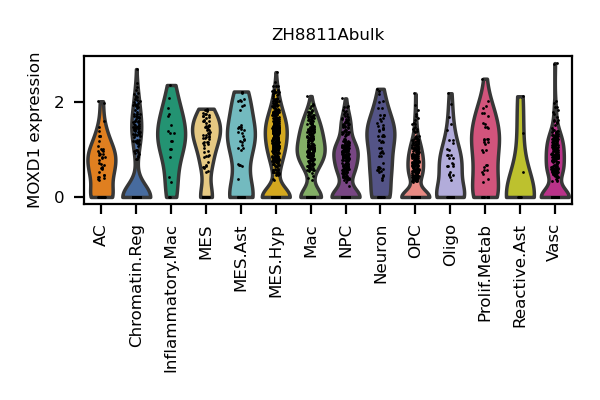 ZH8811Abulk
MOXD1 expression
2
0
AC
Chromatin.Reg
Inflammatory.Mac
MES
MES.Ast
MES.Hyp
Mac
NPC
Neuron
OPC
Oligo
Prolif.Metab
Reactive.Ast
Vasc